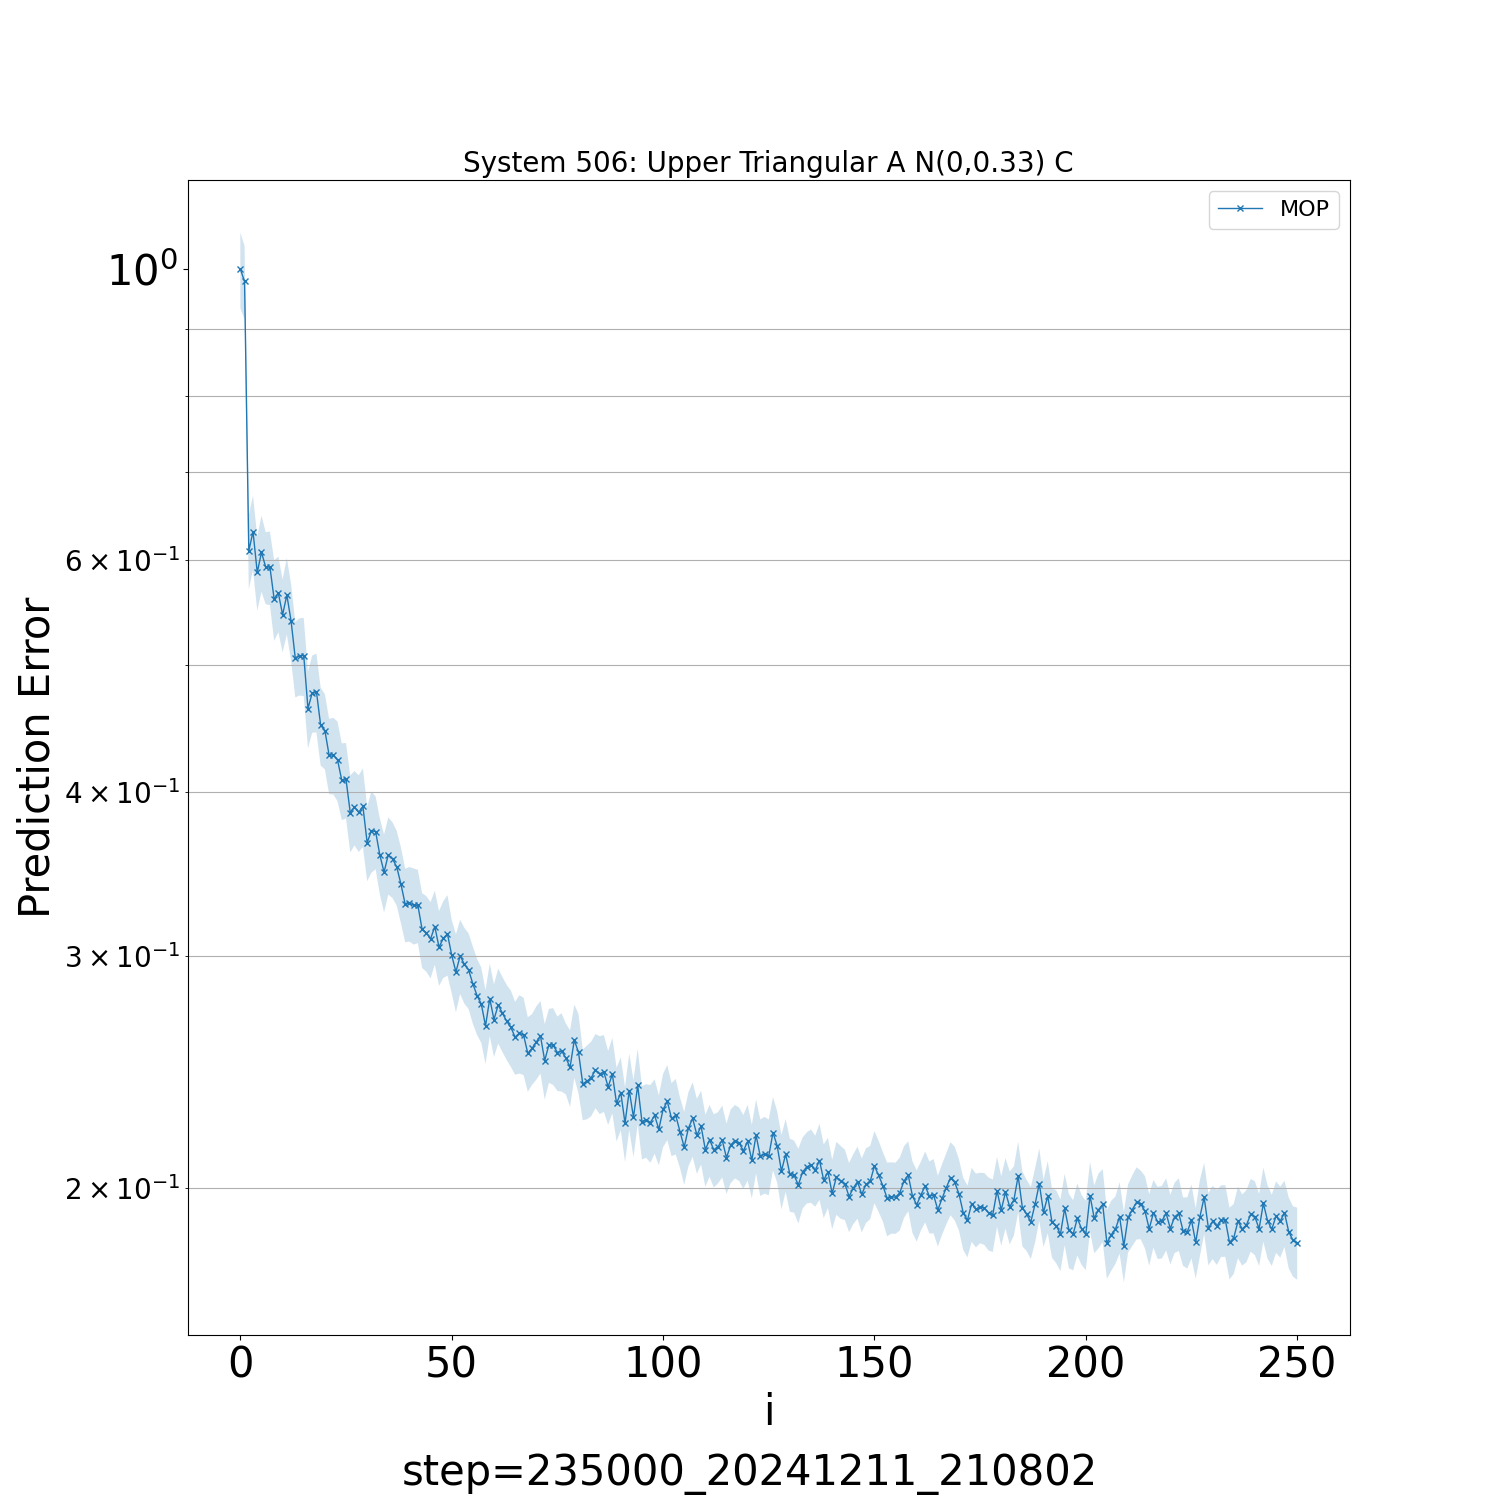 System 506: Upper Triangular A N(0,0.33) C
MOP
10⁰
6 × 10⁻¹
4 × 10⁻¹
3 × 10⁻¹
2 × 10⁻¹
Prediction Error
0 50 100 150 200 250
i
step=235000_20241211_210802